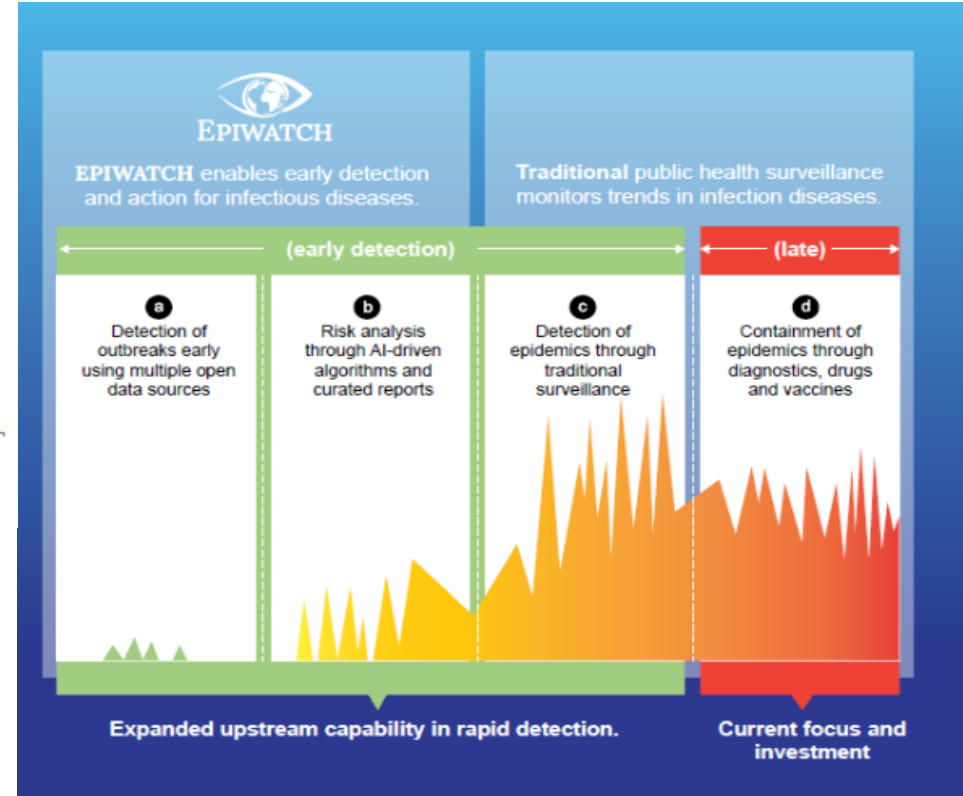 EPIWATCH
EPIWATCH enables early detection
and action for infectious diseases.
Traditional public health surveillance
monitors trends in infection diseases.
(early detection)
(late)
a
Detection of
outbreaks early
using multiple open
data sources
b
Risk analysis
through AI-driven
algorithms and
curated reports
c
Detection of
epidemics through
traditional
surveillance
d
Containment of
epidemics through
diagnostics, drugs
and vaccines
Expanded upstream capability in rapid detection.
Current focus and
investment